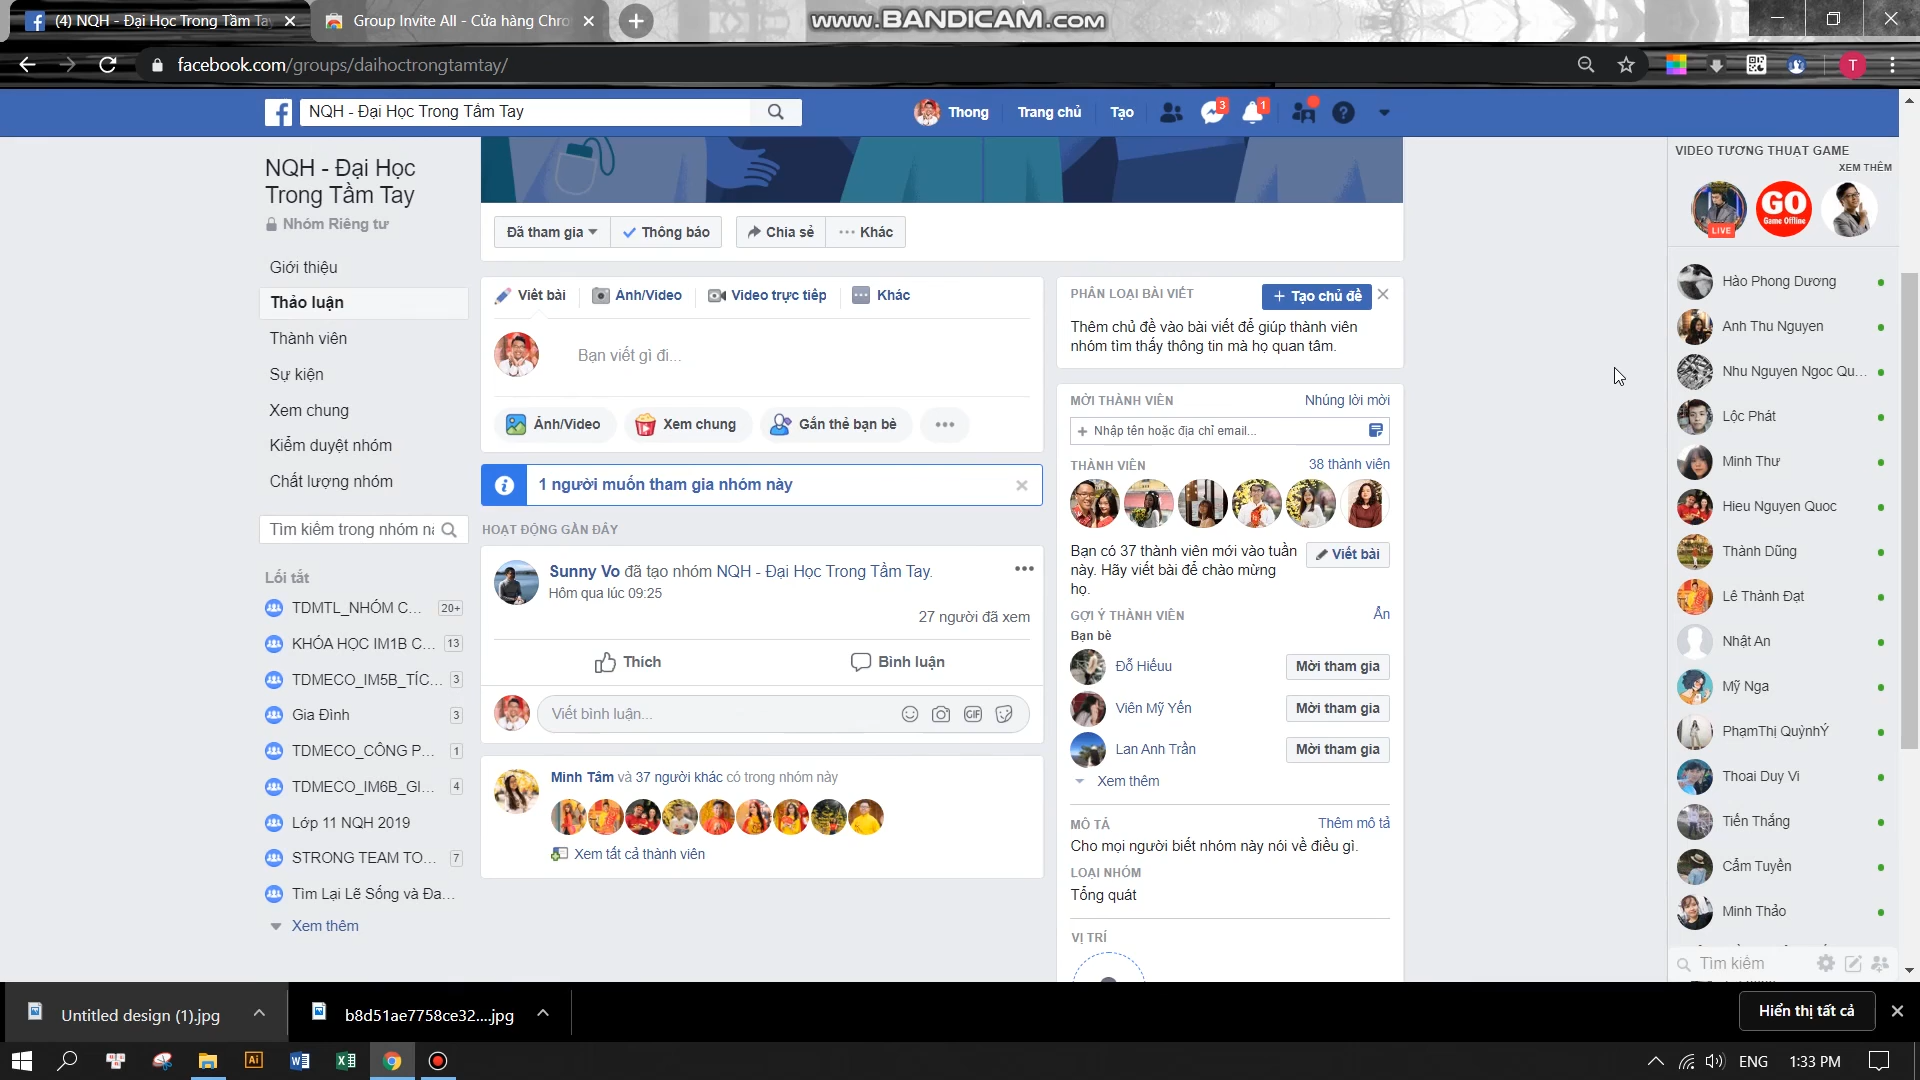 (4) NQH - Đại Học Trong Tầm Ta
Group Invite All - Cửa hàng Chro
www.BANDICAM.com
facebook.com/groups/daihoctrongtamtay/
T
NQH - Đại Học Trong Tầm Tay
Thong
Trang chủ
Tạo
3
1
NQH - Đại Học
Trong Tầm Tay
Nhóm Riêng tư
Giới thiệu
Thảo luận
Thành viên
Sự kiện
Xem chung
Kiểm duyệt nhóm
Chất lượng nhóm
Tìm kiếm trong nhóm nà
Lối tắt
TDMTL_NHÓM C... 20+
KHÓA HỌC IM1B C... 13
TDMECO_IM5B_TÍC... 3
Gia Đình 3
TDMECO_CÔNG P... 1
TDMECO_IM6B_GI... 4
Lớp 11 NQH 2019
STRONG TEAM TO... 7
Tìm Lại Lẽ Sống và Đa...
Xem thêm
Đã tham gia
Thông báo
Chia sẻ
Khác
Viết bài
Ảnh/Video
Video trực tiếp
Khác
Bạn viết gì đi...
Ảnh/Video
Xem chung
Gắn thẻ bạn bè
1 người muốn tham gia nhóm này
HOẠT ĐỘNG GẦN ĐÂY
Sunny Vo đã tạo nhóm NQH - Đại Học Trong Tầm Tay.
Hôm qua lúc 09:25
27 người đã xem
Thích
Bình luận
Viết bình luận...
GIF
Minh Tâm và 37 người khác có trong nhóm này
Xem tất cả thành viên
PHÂN LOẠI BÀI VIẾT
+ Tạo chủ đề
Thêm chủ đề vào bài viết để giúp thành viên
nhóm tìm thấy thông tin mà họ quan tâm.
MỜI THÀNH VIÊN
Nhúng lời mời
+ Nhập tên hoặc địa chỉ email...
THÀNH VIÊN
38 thành viên
Bạn có 37 thành viên mới vào tuần
này. Hãy viết bài để chào mừng
họ.
Viết bài
GỢI Ý THÀNH VIÊN
Ẩn
Bạn bè
Đỗ Hiếuu
Mời tham gia
Viên Mỹ Yến
Mời tham gia
Lan Anh Trần
Mời tham gia
Xem thêm
MÔ TẢ
Thêm mô tả
Cho mọi người biết nhóm này nói về điều gì.
LOẠI NHÓM
Tổng quát
VỊ TRÍ
VIDEO TƯỜNG THUẬT GAME
XEM THÊM
LIVE
GO
Game Offline
Hào Phong Dương
Anh Thu Nguyen
Nhu Nguyen Ngoc Qu...
Lộc Phát
Minh Thư
Hieu Nguyen Quoc
Thành Dũng
Lê Thành Đạt
Nhật An
Mỹ Nga
PhạmThị QuỳnhÝ
Thoai Duy Vi
Tiến Thắng
Cẩm Tuyền
Minh Thảo
Tìm kiếm
Untitled design (1).jpg
b8d51ae7758ce32....jpg
Hiển thị tất cả
Ai
ENG
1:33 PM